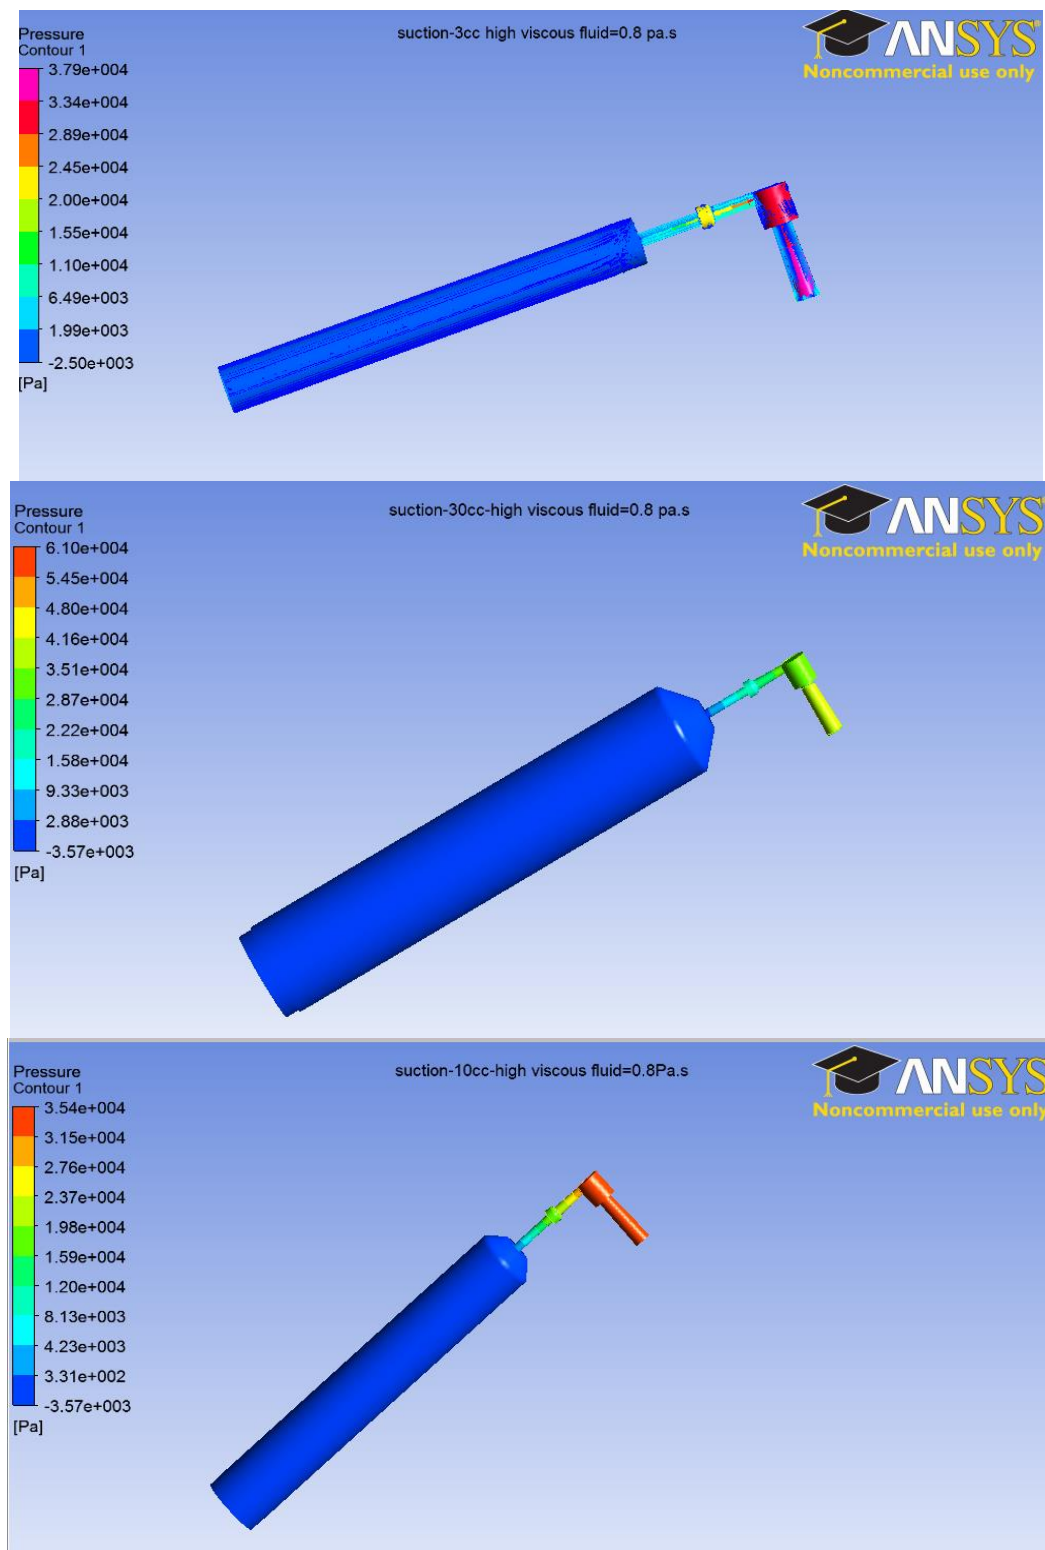 Pressure
Contour 1
suction-3cc high viscous fluid=0.8 pa.s
ANSYS
Noncommercial use only
3.79e+004
3.34e+004
2.89e+004
2.45e+004
2.00e+004
1.55e+004
1.10e+004
6.49e+003
1.99e+003
-2.50e+003
[Pa]
Pressure
Contour 1
suction-30cc-high viscous fluid=0.8 pa.s
ANSYS
Noncommercial use only
6.10e+004
5.45e+004
4.80e+004
4.16e+004
3.51e+004
2.87e+004
2.22e+004
1.58e+004
9.33e+003
2.88e+003
-3.57e+003
[Pa]
Pressure
Contour 1
suction-10cc-high viscous fluid=0.8Pa.s
ANSYS
Noncommercial use only
3.54e+004
3.15e+004
2.76e+004
2.37e+004
1.98e+004
1.59e+004
1.20e+004
8.13e+003
4.23e+003
3.31e+002
-3.57e+003
[Pa]